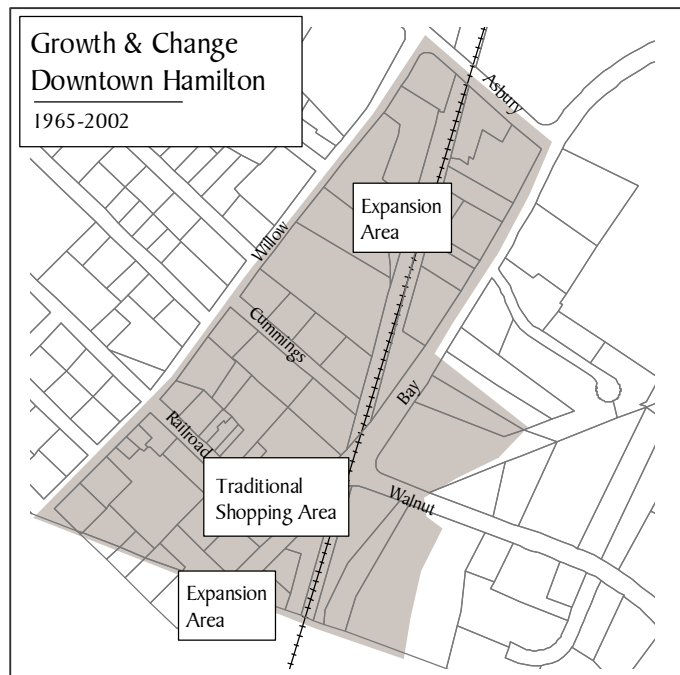 Growth & Change
Downtown Hamilton
1965-2002
Asbury
Expansion
Area
Willow
Cummings
Bay
Railroad
Traditional
Shopping Area
Walnut
Expansion
Area